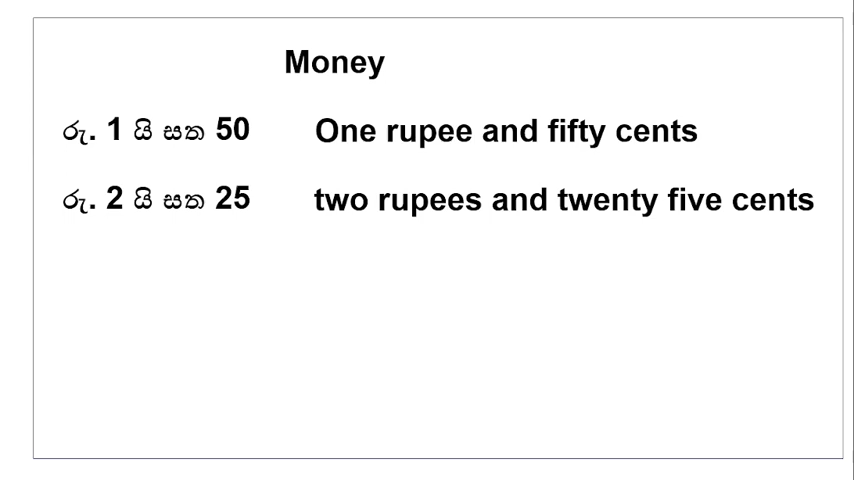 Money
රු. 1 යි සත 50 One rupee and fifty cents
රු. 2 යි සත 25 two rupees and twenty five cents